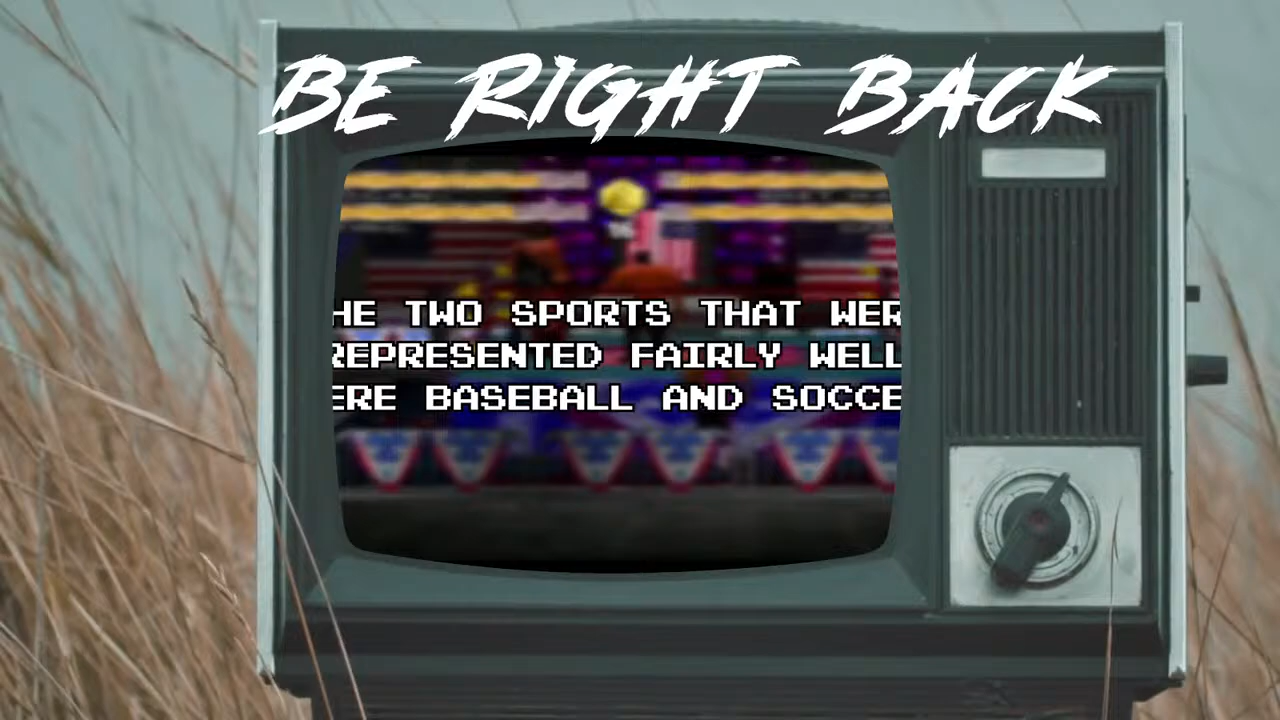 BE RIGHT BACK
HE TWO SPORTS THAT WER
REPRESENTED FAIRLY WELL
ERE BASEBALL AND SOCCE